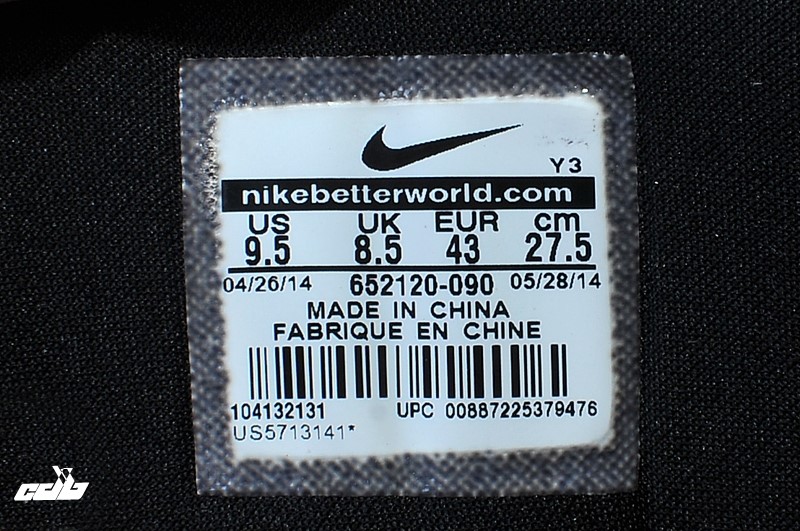 Y3
nikebetterworld.com
US UK EUR cm
9.5 8.5 43 27.5
04/26/14 652120-090 05/28/14
MADE IN CHINA
FABRIQUE EN CHINE
104132131 UPC 00887225379476
US5713141*
cdb